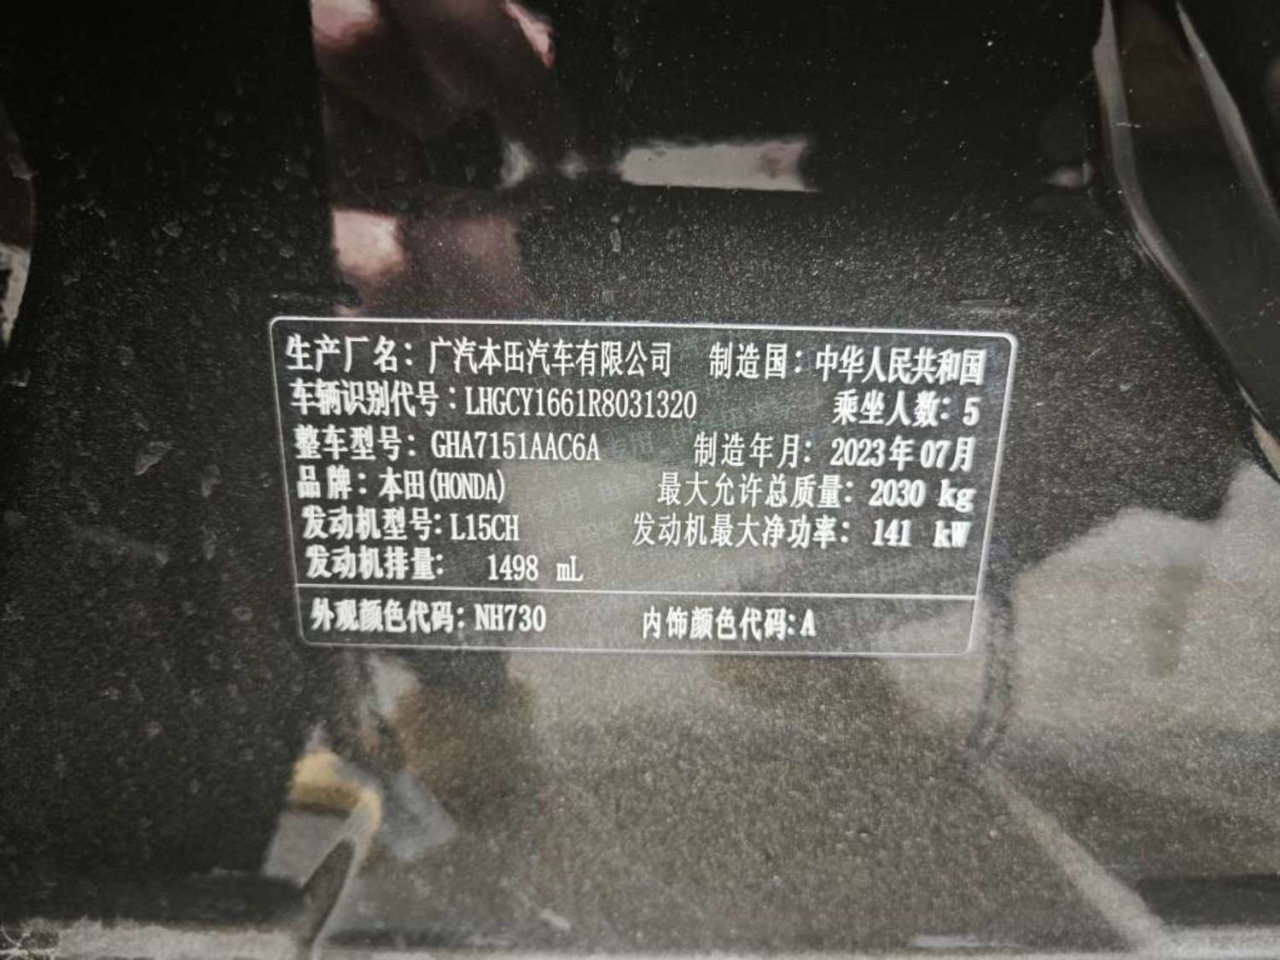 生产厂名：广汽本田汽车有限公司 制造国：中华人民共和国
车辆识别代号：LHGCY1661R8031320 乘坐人数：5
整车型号：GHA7151AAC6A 制造年月：2023年07月
品牌：本田(HONDA) 最大允许总质量：2030 kg
发动机型号：L15CH 发动机最大净功率：141 kW
发动机排量：1498 mL
外观颜色代码：NH730 内饰颜色代码：A